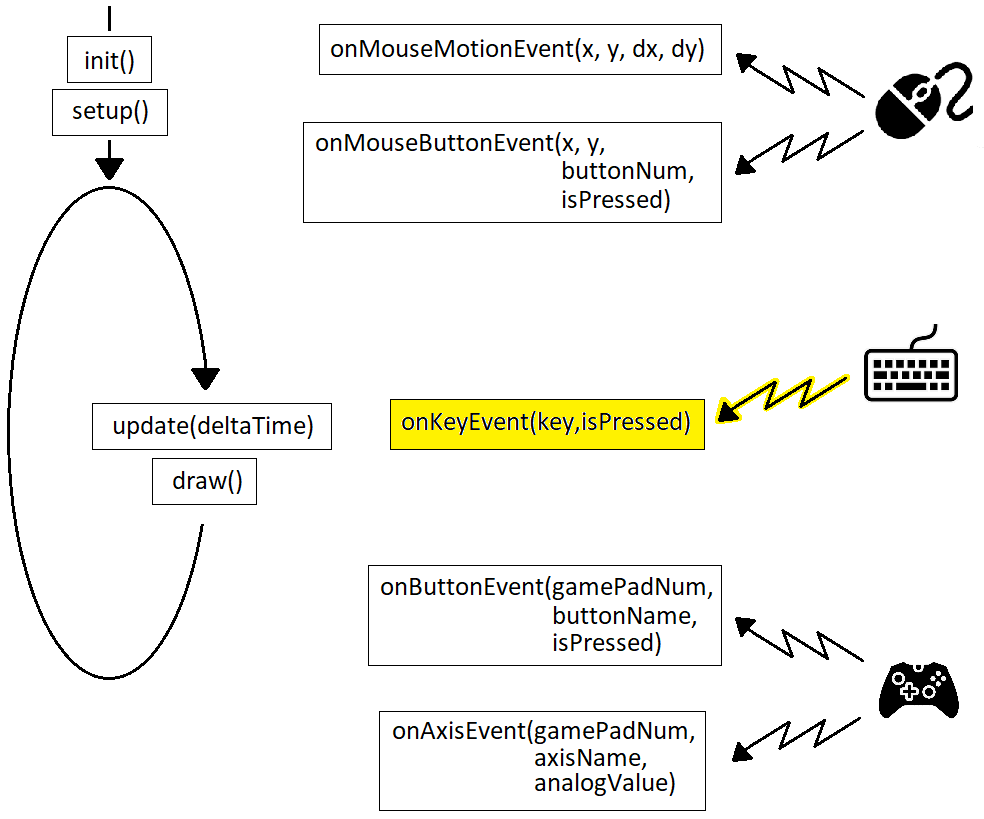 init()
setup()
update(deltaTime)
draw()
onMouseMotionEvent(x, y, dx, dy)
onMouseButtonEvent(x, y,
buttonNum,
isPressed)
onKeyEvent(key,isPressed)
onButtonEvent(gamePadNum,
buttonName,
isPressed)
onAxisEvent(gamePadNum,
axisName,
analogValue)